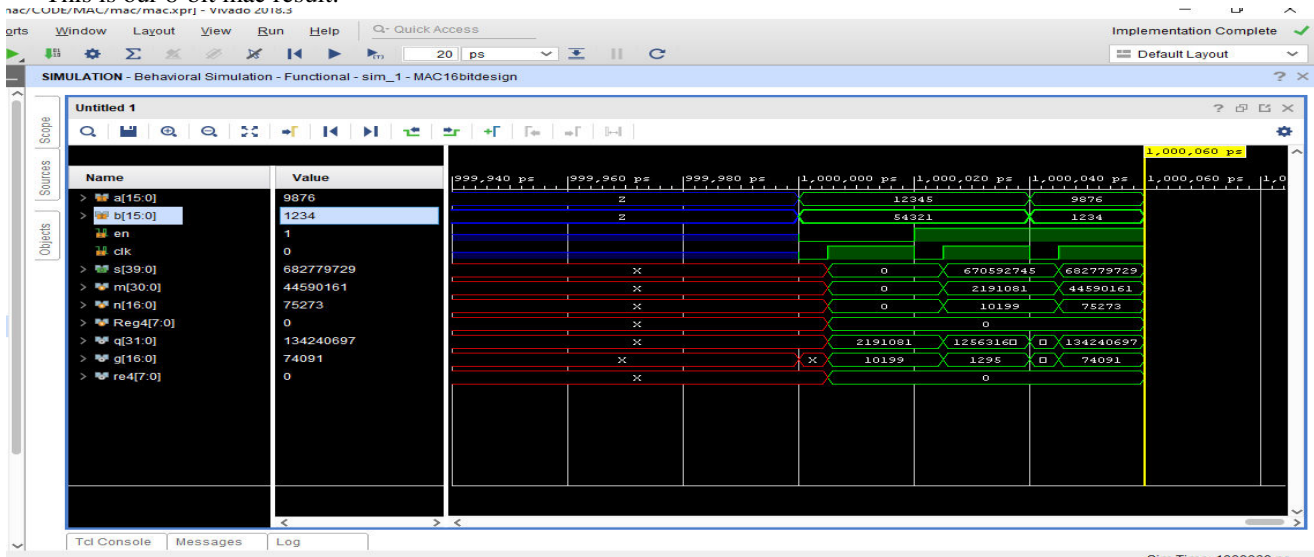 This is our 8-bit mac result.
mac/CODE/MAC/mac/mac.xpr] - Vivado 2018.3
orts Window Layout View Run Help Quick Access Implementation Complete
20 ps Default Layout
SIMULATION - Behavioral Simulation - Functional - sim_1 - MAC16bitdesign
Untitled 1
Scope
Sources
Objects
1,000,060 ps
Name Value 999,940 ps 999,960 ps 999,980 ps 1,000,000 ps 1,000,020 ps 1,000,040 ps 1,000,060 ps 1,0
a[15:0] 9876 Z 12345 9876
b[15:0] 1234 Z 54321 1234
en 1
clk 0
s[39:0] 682779729 X 0 670592745 682779729
m[30:0] 44590161 X 0 2191081 44590161
n[16:0] 75273 X 0 10199 75273
Reg4[7:0] 0 X 0
q[31:0] 134240697 X 2191081 1256316 134240697
g[16:0] 74091 X X 10199 1295 74091
re4[7:0] 0 X 0
Tcl Console Messages Log